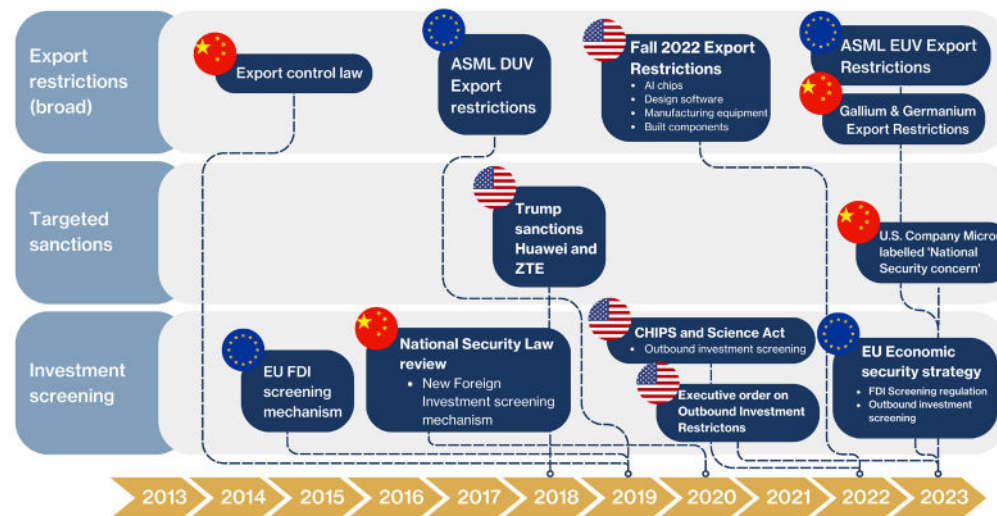 Export
restrictions
(broad)
Export control law
ASML DUV
Export
restrictions
Fall 2022 Export
Restrictions
• AI chips
• Design software
• Manufacturing equipment
• Built components
ASML EUV Export
Restrictions
Gallium & Germanium
Export Restrictions
Targeted
sanctions
Trump
sanctions
Huawei and
ZTE
U.S. Company Micron
labelled 'National
Security concern'
Investment
screening
EU FDI
screening
mechanism
National Security Law
review
• New Foreign
Investment screening
mechanism
CHIPS and Science Act
• Outbound investment screening
Executive order on
Outbound Investment
Restrictons
EU Economic
security strategy
• FDI Screening regulation
• Outbound investment
screening
2013 2014 2015 2016 2017 2018 2019 2020 2021 2022 2023